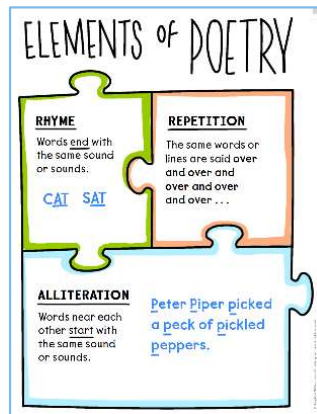 ELEMENTS OF POETRY
RHYME
Words end with
the same sound
or sounds.
CAT SAT
REPETITION
The same words or
lines are said over
and over and
over and over
and over . . .
ALLITERATION
Words near each
other start with
the same sound
or sounds.
Peter Piper picked
a peck of pickled
peppers.